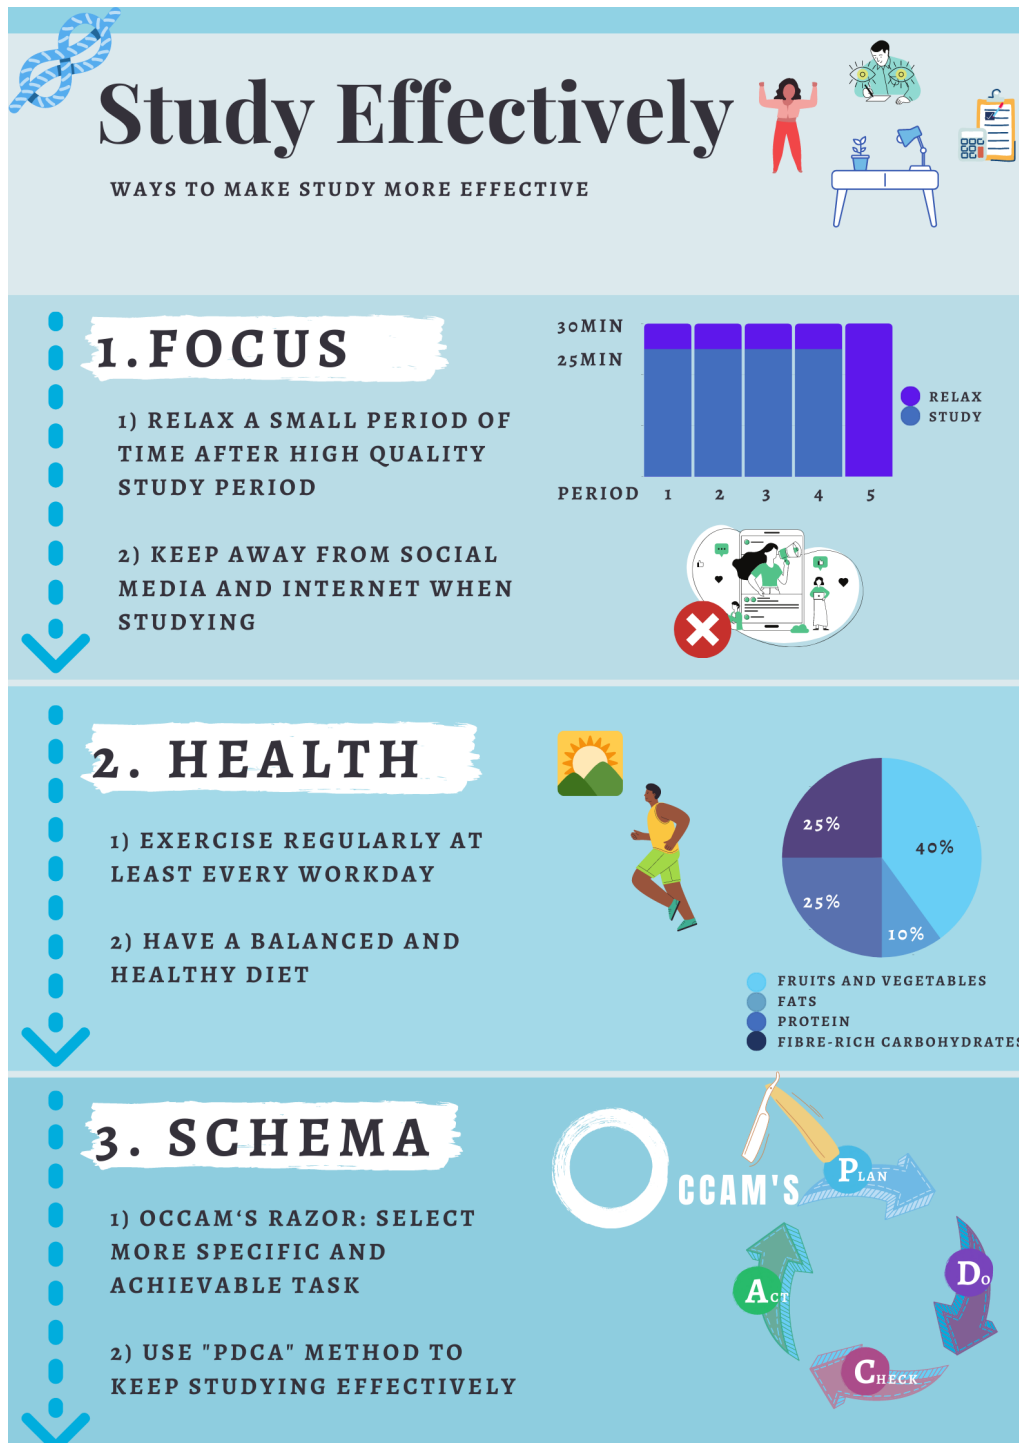 Study Effectively
WAYS TO MAKE STUDY MORE EFFECTIVE
1.FOCUS
1) RELAX A SMALL PERIOD OF
TIME AFTER HIGH QUALITY
STUDY PERIOD
2) KEEP AWAY FROM SOCIAL
MEDIA AND INTERNET WHEN
STUDYING
30MIN
25MIN
RELAX
STUDY
PERIOD 1 2 3 4 5
2. HEALTH
1) EXERCISE REGULARLY AT
LEAST EVERY WORKDAY
2) HAVE A BALANCED AND
HEALTHY DIET
25%
40%
25%
10%
FRUITS AND VEGETABLES
FATS
PROTEIN
FIBRE-RICH CARBOHYDRATES
3. SCHEMA
1) OCCAM‘S RAZOR: SELECT
MORE SPECIFIC AND
ACHIEVABLE TASK
2) USE "PDCA" METHOD TO
KEEP STUDYING EFFECTIVELY
OCCAM'S
PLAN
DO
CHECK
ACT